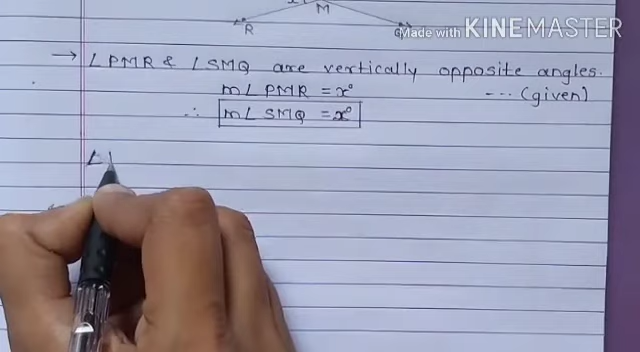 x
M
R
Made with KINEMASTER
→ ∠PMR & ∠SMQ are vertically opposite angles.
m∠PMR = x° --- (given)
∴ m∠SMQ = x°
∠